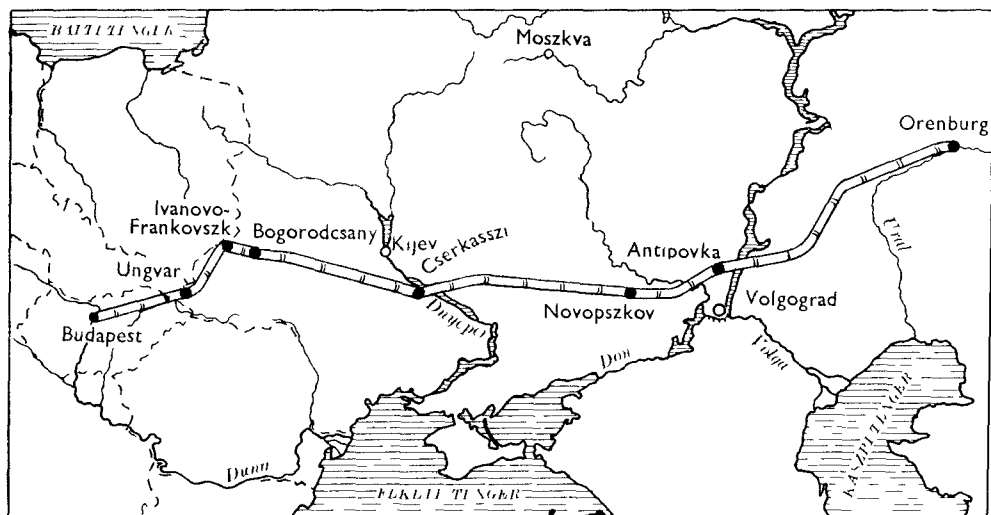 BALTI TENGER
Moszkva
Orenburg
Ivanovo-
Frankovszk
Bogorodcsany
Kijev
Cserkasszi
Ungvar
Antipovka
Ural
Budapest
Dnyeper
Novopszkov
Volgograd
Don
Volga
Duna
FEKETE TENGER
KASZPI TENGER